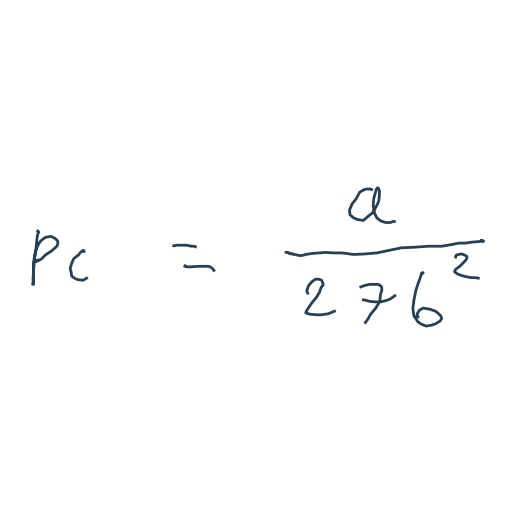 Pc = a / 27b²